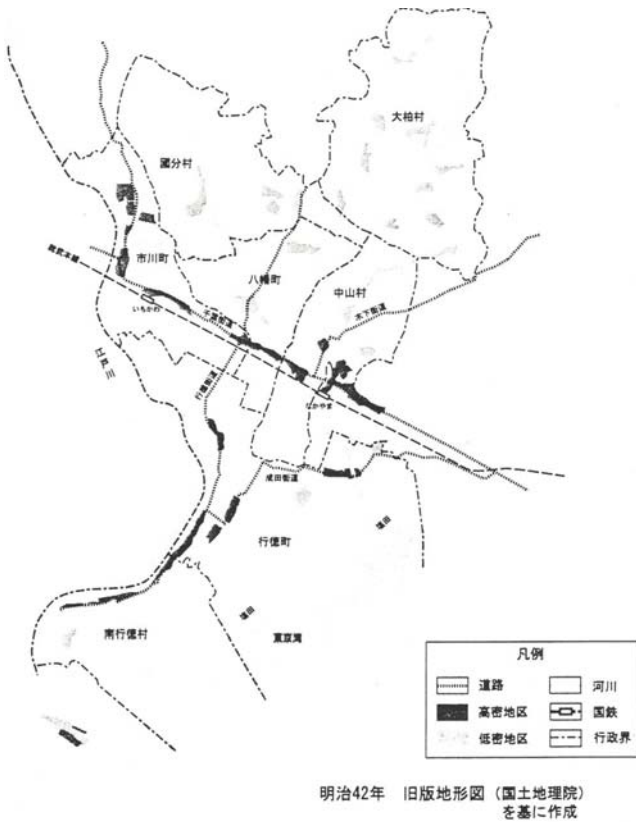 大柏村
國分村
市川町
八幡町
中山村
総武本線
いちかわ
千葉街道
木下街道
江戸川
行徳街道
なかやま
成田街道
行徳町
塩田
塩田
東京湾
南行徳村
凡例
道路
河川
高密地区
国鉄
低密地区
行政界
明治42年 旧版地形図（国土地理院）
を基に作成